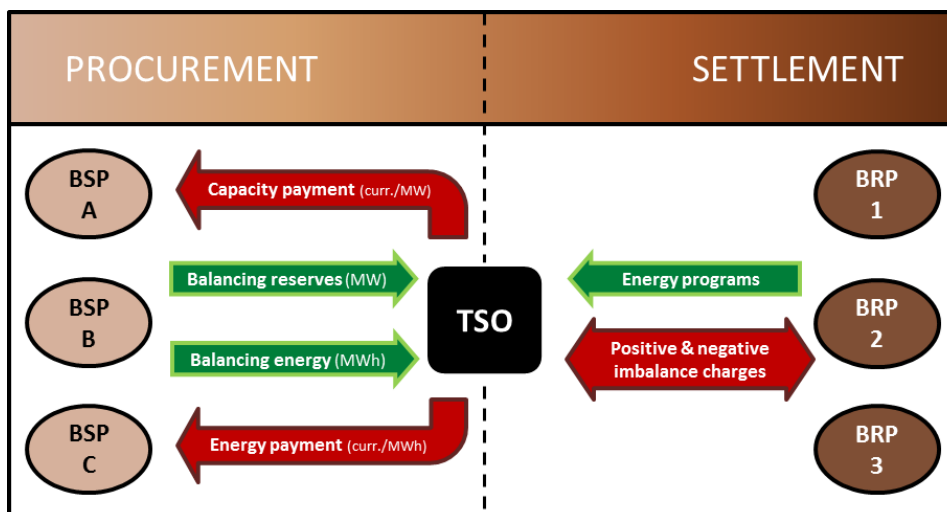 PROCUREMENT
SETTLEMENT
BSP
A
Capacity payment (curr./MW)
BRP
1
Balancing reserves (MW)
Energy programs
BSP
B
TSO
BRP
2
Balancing energy (MWh)
Positive & negative
imbalance charges
BSP
C
Energy payment (curr./MWh)
BRP
3